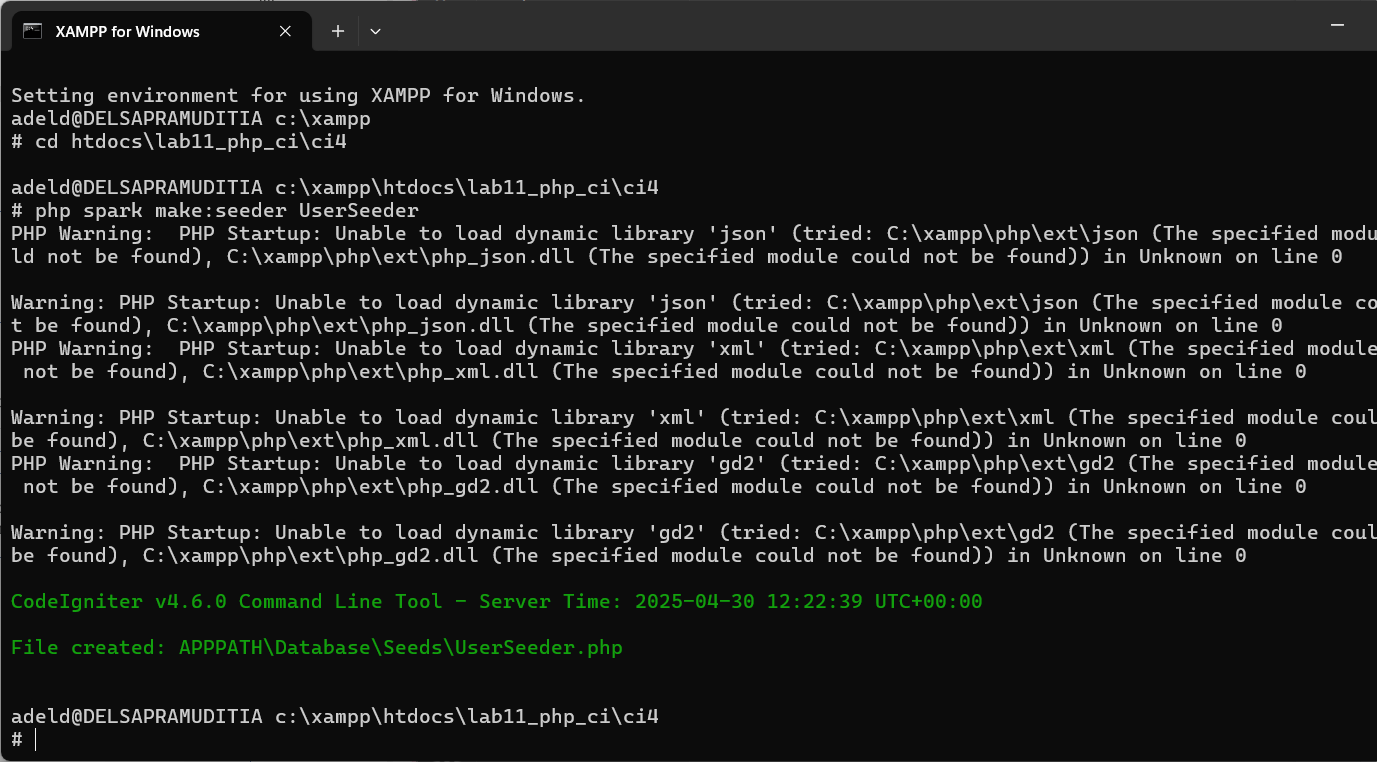 XAMPP for Windows
Setting environment for using XAMPP for Windows.
adeld@DELSAPRAMUDITIA c:\xampp
# cd htdocs\lab11_php_ci\ci4
adeld@DELSAPRAMUDITIA c:\xampp\htdocs\lab11_php_ci\ci4
# php spark make:seeder UserSeeder
PHP Warning:  PHP Startup: Unable to load dynamic library 'json' (tried: C:\xampp\php\ext\json (The specified modu
ld not be found), C:\xampp\php\ext\php_json.dll (The specified module could not be found)) in Unknown on line 0
Warning: PHP Startup: Unable to load dynamic library 'json' (tried: C:\xampp\php\ext\json (The specified module co
t be found), C:\xampp\php\ext\php_json.dll (The specified module could not be found)) in Unknown on line 0
PHP Warning:  PHP Startup: Unable to load dynamic library 'xml' (tried: C:\xampp\php\ext\xml (The specified module
 not be found), C:\xampp\php\ext\php_xml.dll (The specified module could not be found)) in Unknown on line 0
Warning: PHP Startup: Unable to load dynamic library 'xml' (tried: C:\xampp\php\ext\xml (The specified module coul
be found), C:\xampp\php\ext\php_xml.dll (The specified module could not be found)) in Unknown on line 0
PHP Warning:  PHP Startup: Unable to load dynamic library 'gd2' (tried: C:\xampp\php\ext\gd2 (The specified module
 not be found), C:\xampp\php\ext\php_gd2.dll (The specified module could not be found)) in Unknown on line 0
Warning: PHP Startup: Unable to load dynamic library 'gd2' (tried: C:\xampp\php\ext\gd2 (The specified module coul
be found), C:\xampp\php\ext\php_gd2.dll (The specified module could not be found)) in Unknown on line 0
CodeIgniter v4.6.0 Command Line Tool - Server Time: 2025-04-30 12:22:39 UTC+00:00
File created: APPPATH\Database\Seeds\UserSeeder.php
adeld@DELSAPRAMUDITIA c:\xampp\htdocs\lab11_php_ci\ci4
#